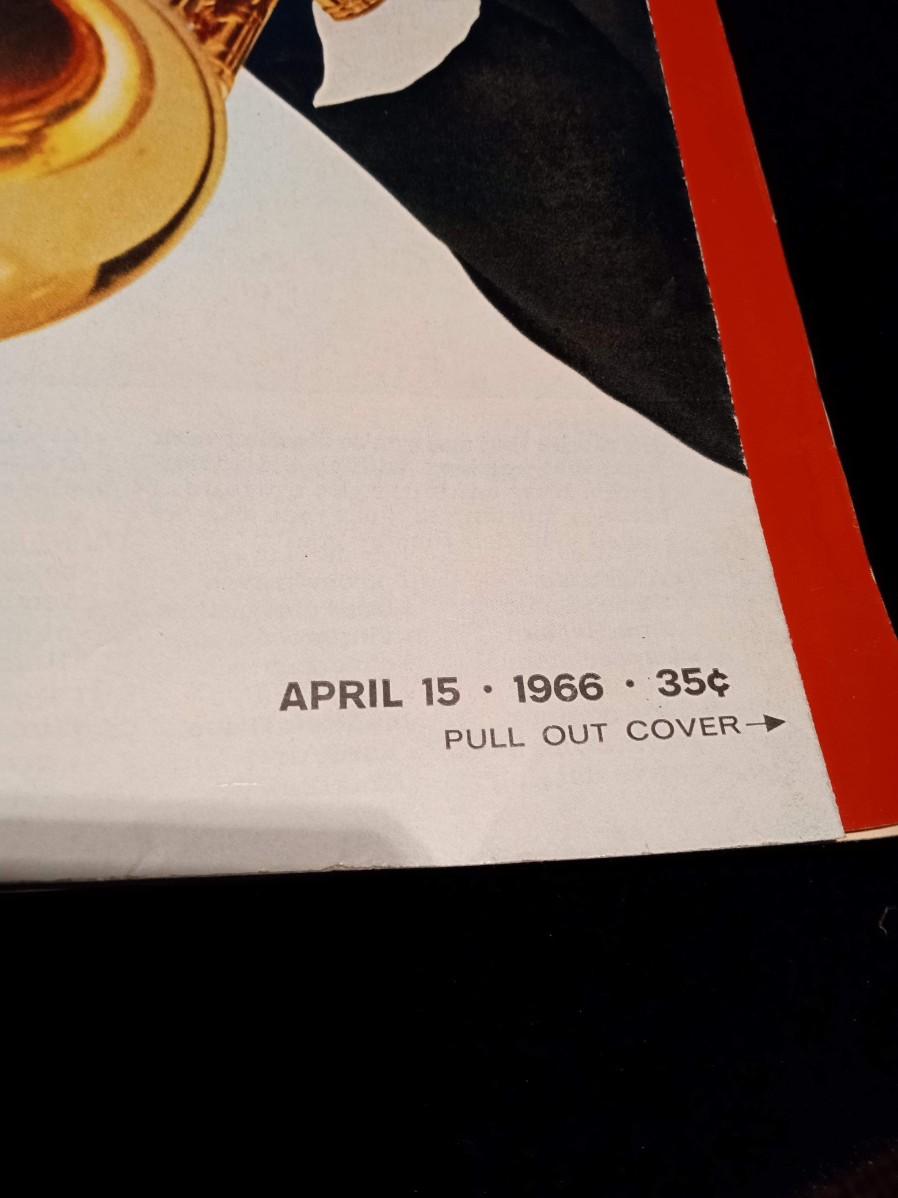 APRIL 15 · 1966 · 35¢
PULL OUT COVER→